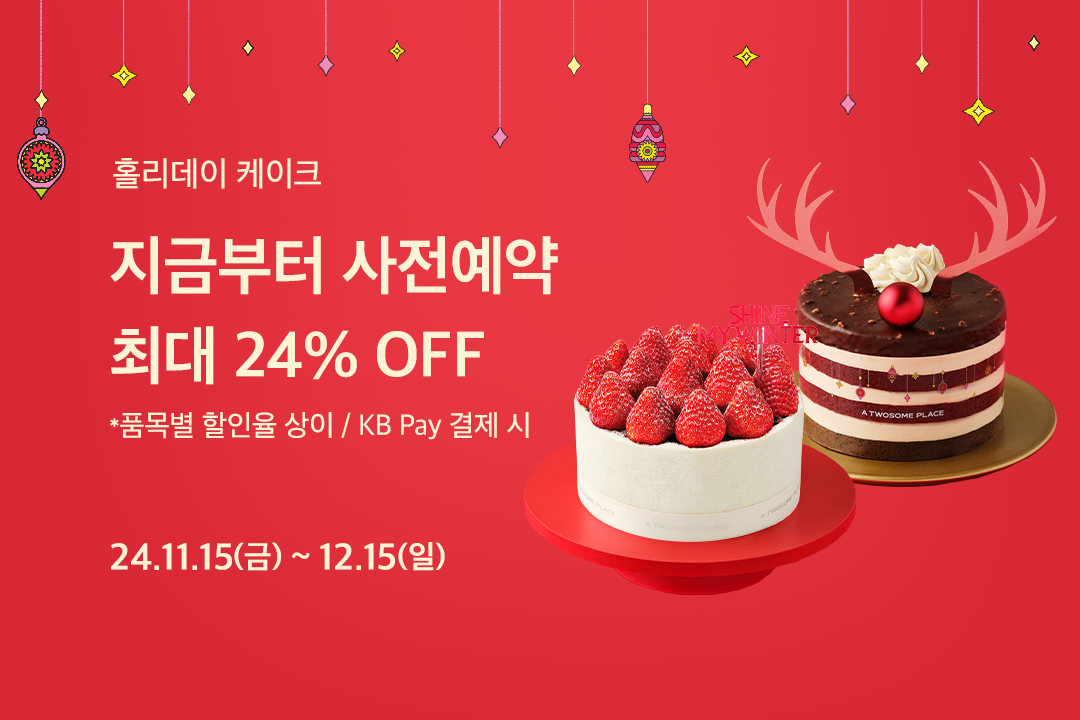 홀리데이 케이크
지금부터 사전예약
최대 24% OFF
*품목별 할인율 상이 / KB Pay 결제 시
24.11.15(금) ~ 12.15(일)
SHINE
MY WINTER
A TWOSOME PLACE
A TWOSOME PLACE